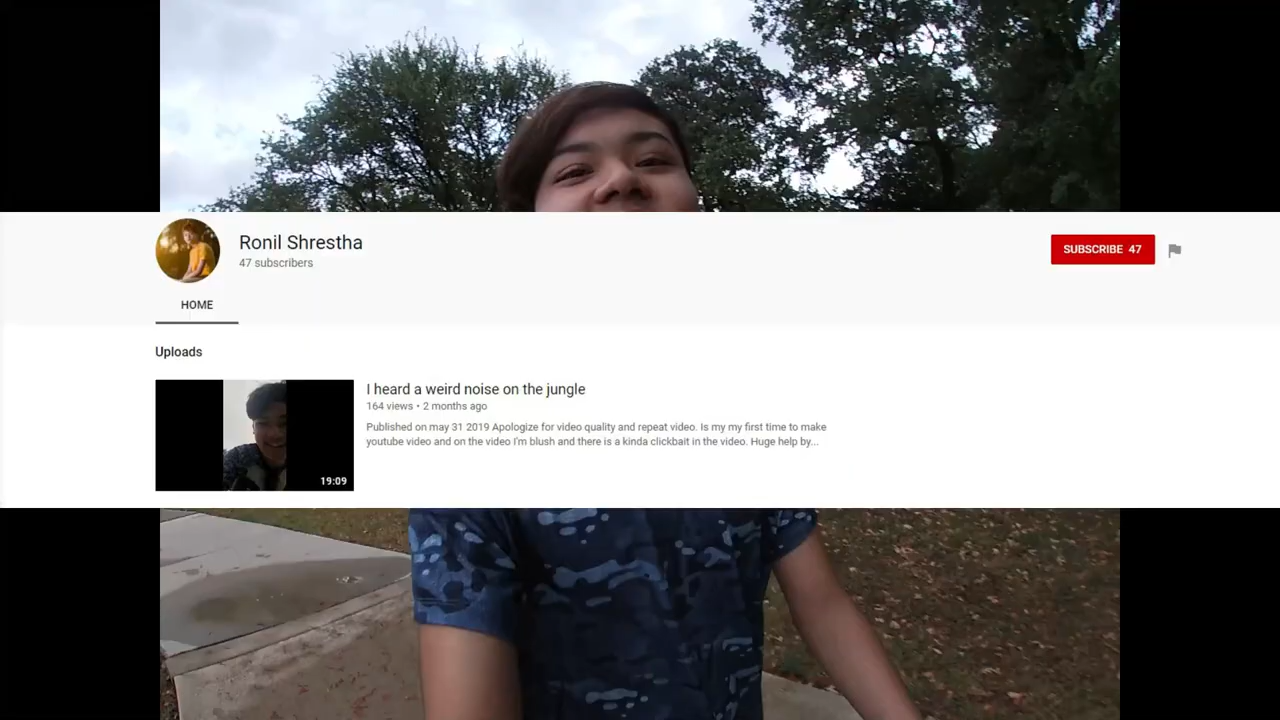 Ronil Shrestha
47 subscribers
SUBSCRIBE 47
HOME
Uploads
19:09
I heard a weird noise on the jungle
164 views • 2 months ago
Published on may 31 2019 Apologize for video quality and repeat video. Is my my first time to make
youtube video and on the video I'm blush and there is a kinda clickbait in the video. Huge help by...